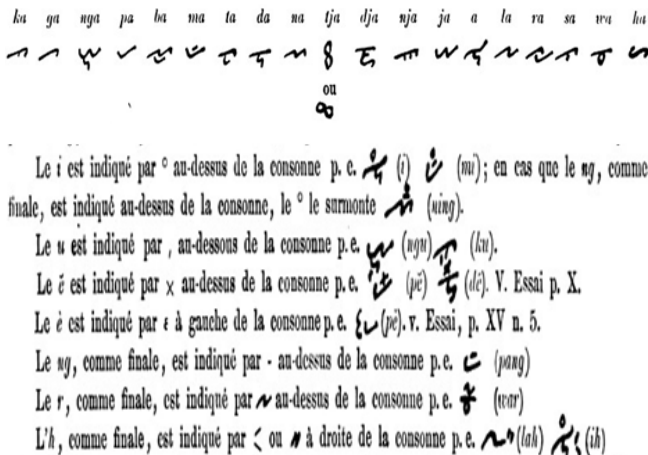 ka ga nga pa ba ma ta da na tja dja nja ja a la ra sa wa ha
ou
Le i est indiqué par ° au-dessus de la consonne p. e. (i) (mi); en cas que le ng, comme
finale, est indiqué au-dessus de la consonne, le ° le surmonte (ning).
Le u est indiqué par , au-dessous de la consonne p.e. (ngu) (ku).
Le ĕ est indiqué par × au-dessus de la consonne p.e. (pĕ) (dĕ). V. Essai p. X.
Le è est indiqué par ε à gauche de la consonne p.e. (pè). v. Essai, p. XV n. 5.
Le ng, comme finale, est indiqué par - au-dessus de la consonne p.e. (pang)
Le r, comme finale, est indiqué par au-dessus de la consonne p.e. (war)
L'h, comme finale, est indiqué par ou à droite de la consonne p.e. (lah) (ih)